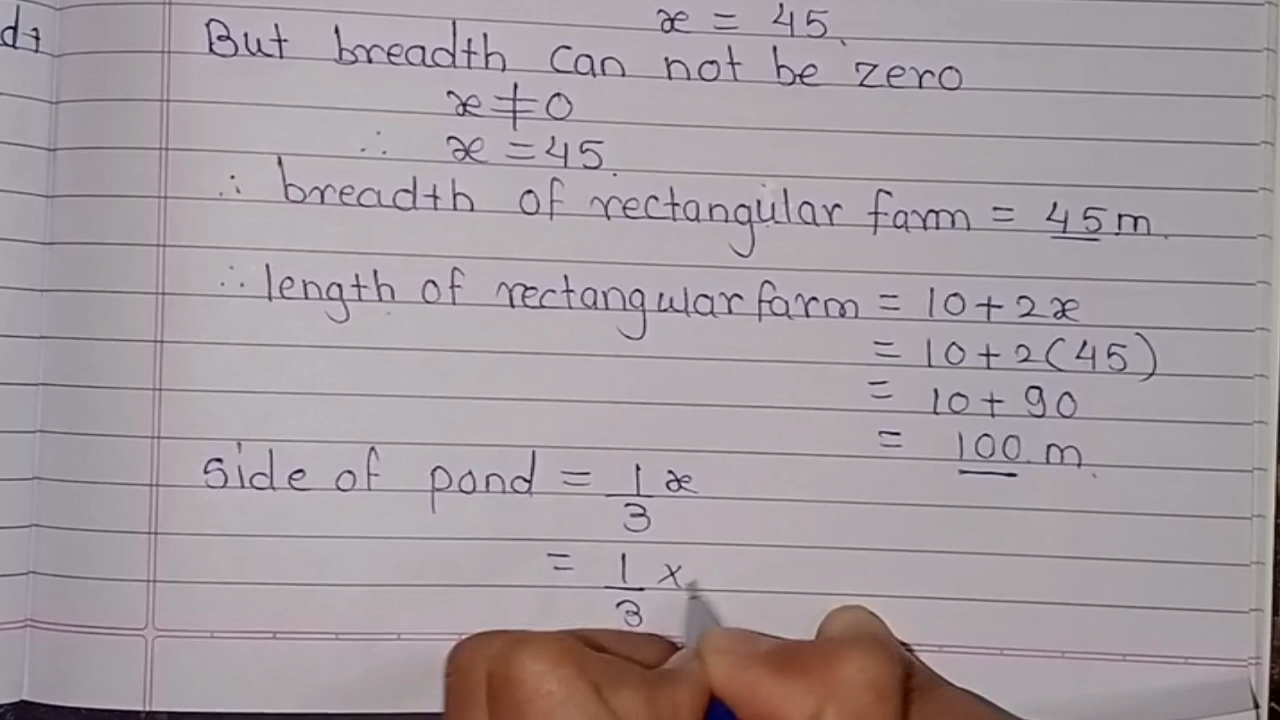 x = 45.
But breadth can not be zero
x ≠ 0
∴ x = 45.
∴ breadth of rectangular farm = 45 m.
∴ length of rectangular farm = 10 + 2x
= 10 + 2(45)
= 10 + 90
= 100 m.
side of pond = 1/3 x
= 1/3 ×